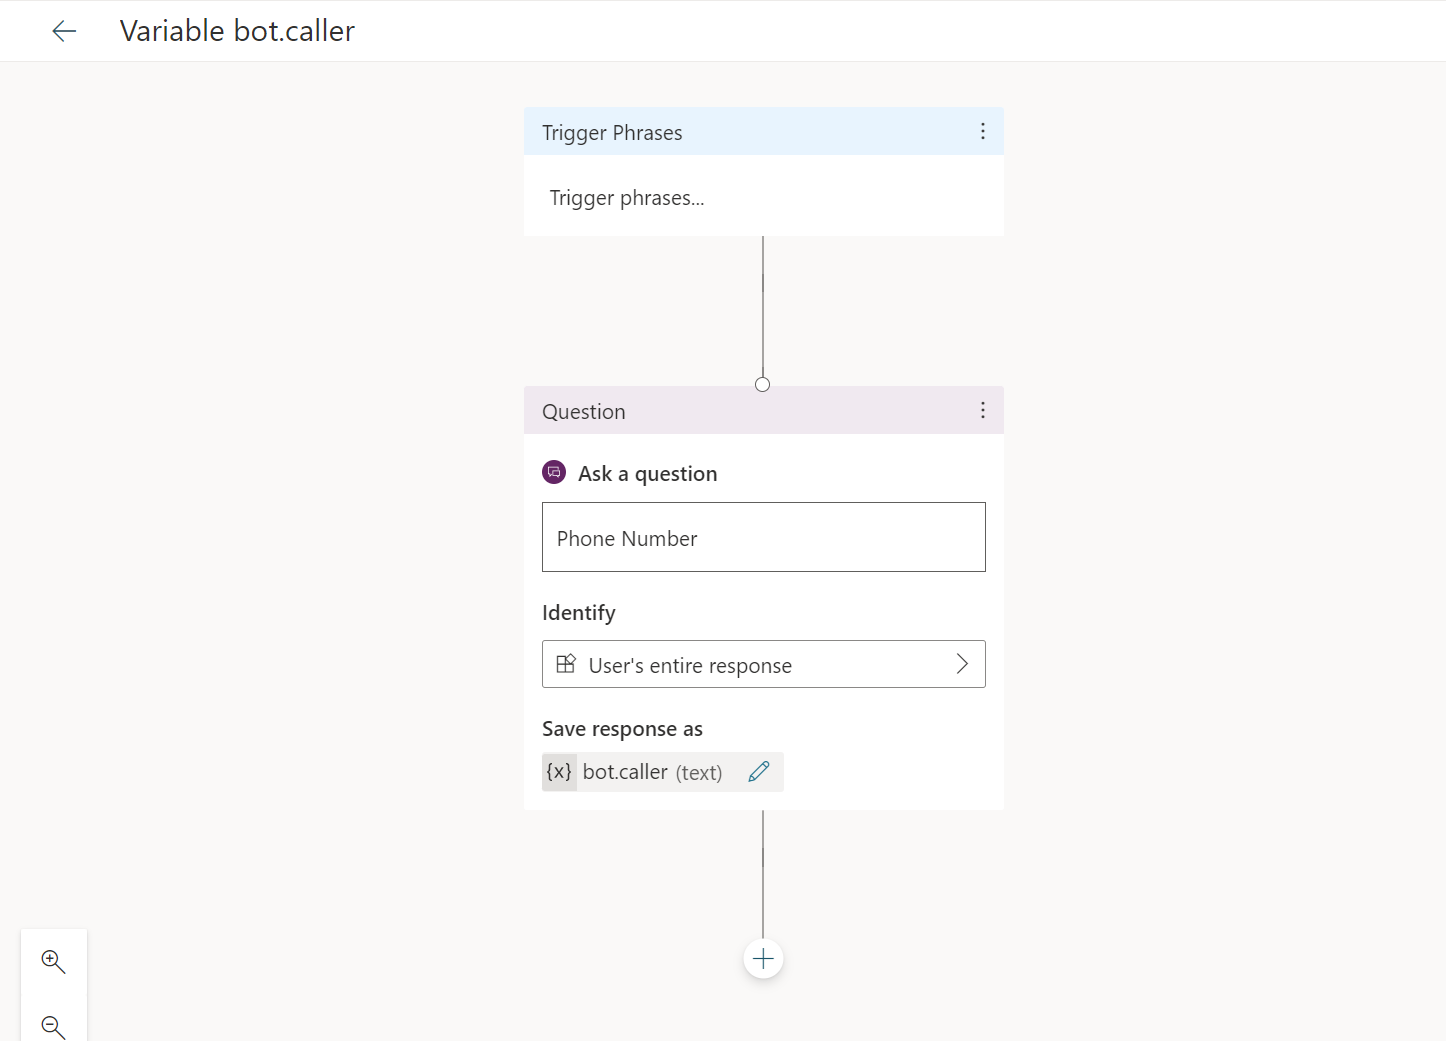 Variable bot.caller
Trigger Phrases
Trigger phrases...
Question
Ask a question
Phone Number
Identify
User's entire response
Save response as
{x} bot.caller (text)